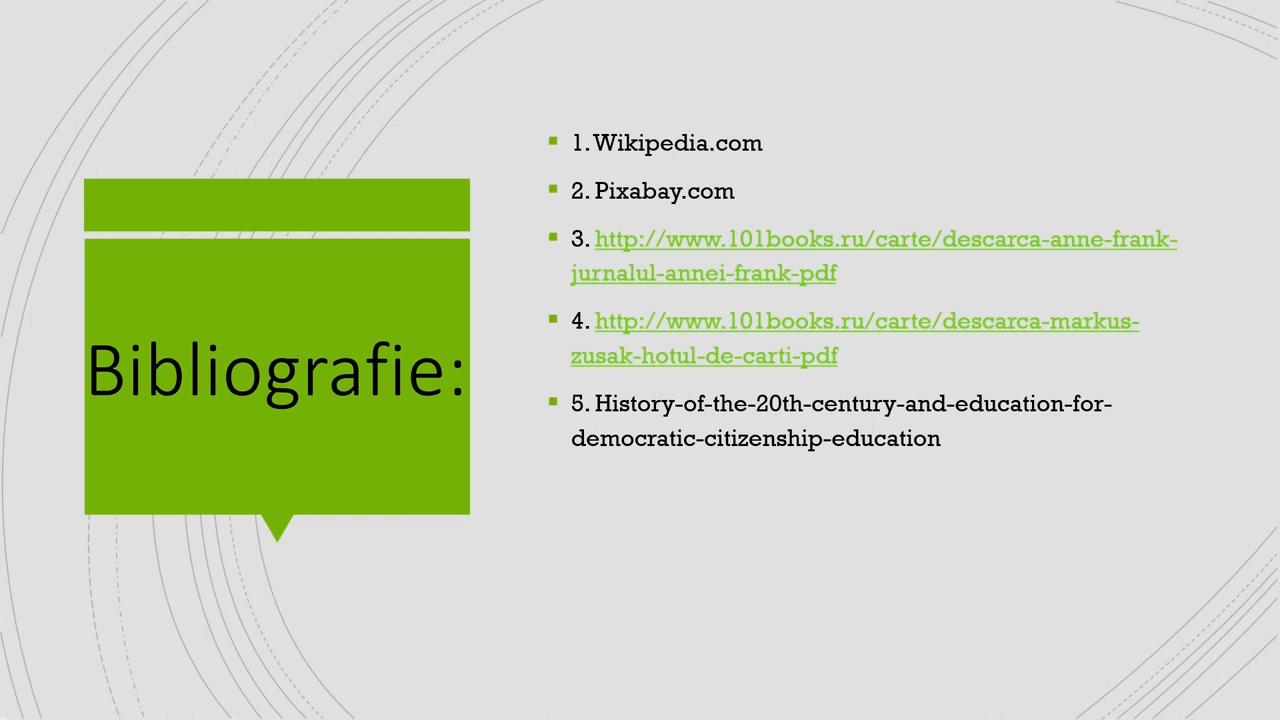 Bibliografie:
1. Wikipedia.com
2. Pixabay.com
3. http://www.101books.ru/carte/descarca-anne-frank-
jurnalul-annei-frank-pdf
4. http://www.101books.ru/carte/descarca-markus-
zusak-hotul-de-carti-pdf
5. History-of-the-20th-century-and-education-for-
democratic-citizenship-education